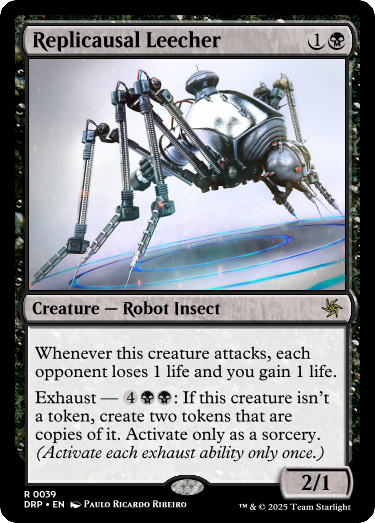 Replicausal Leecher 1
Creature — Robot Insect
Whenever this creature attacks, each
opponent loses 1 life and you gain 1 life.
Exhaust — 4: If this creature isn't
a token, create two tokens that are
copies of it. Activate only as a sorcery.
(Activate each exhaust ability only once.)
2/1
R 0039
DRP • EN Paulo Ricardo Ribeiro
™ & © 2025 Team Starlight